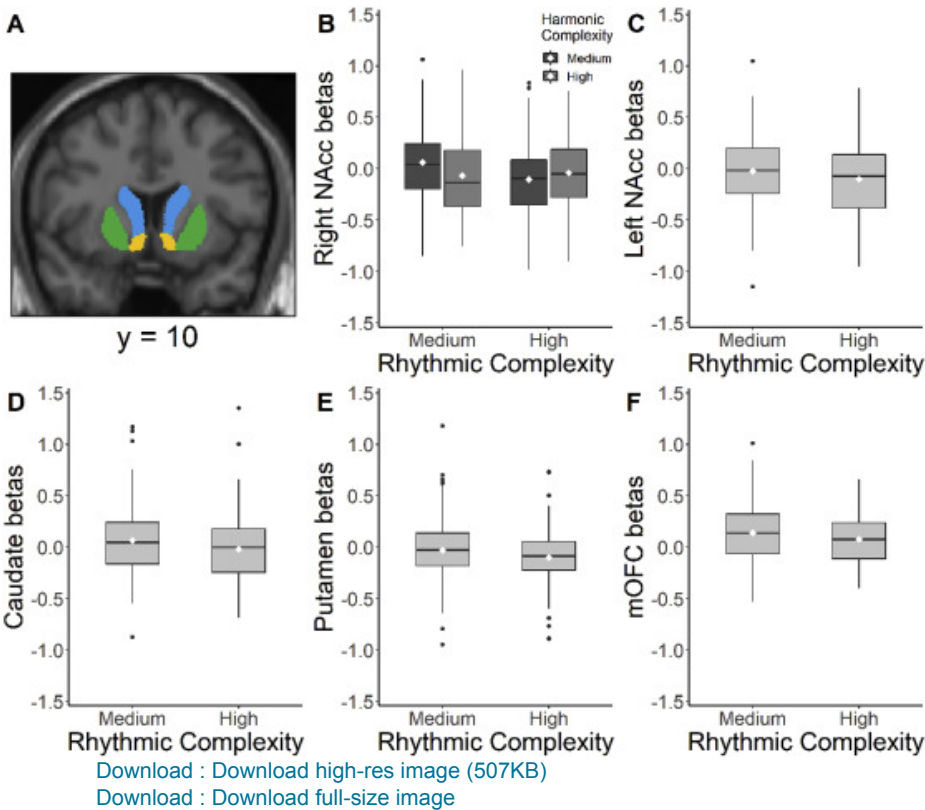 A
y = 10
B
Harmonic
Complexity
Medium
High
Right NAcc betas
1.5
1.0
0.5
0.0
-0.5
-1.0
-1.5
Medium High
Rhythmic Complexity
C
Left NAcc betas
1.5
1.0
0.5
0.0
-0.5
-1.0
-1.5
Medium High
Rhythmic Complexity
D
Caudate betas
1.5
1.0
0.5
0.0
-0.5
-1.0
-1.5
Medium High
Rhythmic Complexity
E
Putamen betas
1.5
1.0
0.5
0.0
-0.5
-1.0
-1.5
Medium High
Rhythmic Complexity
F
mOFC betas
1.5
1.0
0.5
0.0
-0.5
-1.0
-1.5
Medium High
Rhythmic Complexity
Download : Download high-res image (507KB)
Download : Download full-size image